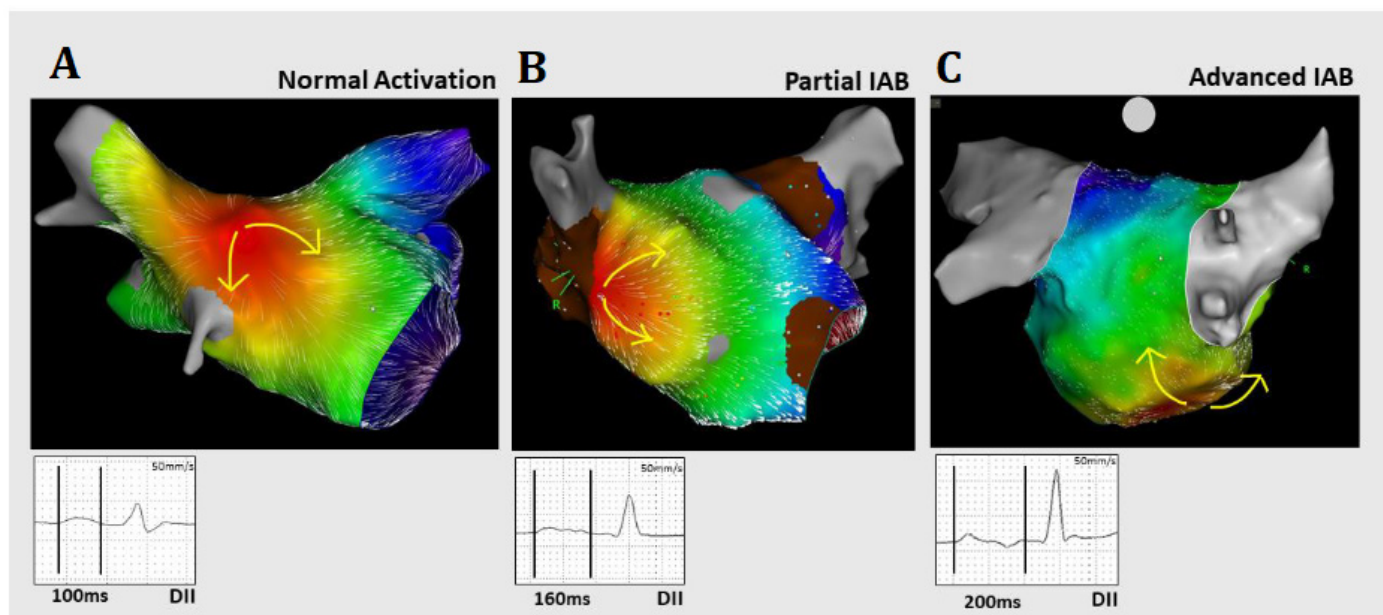 A
Normal Activation
B
Partial IAB
C
Advanced IAB
R
R
50mm/s
100ms
DII
50mm/s
160ms
DII
50mm/s
200ms
DII